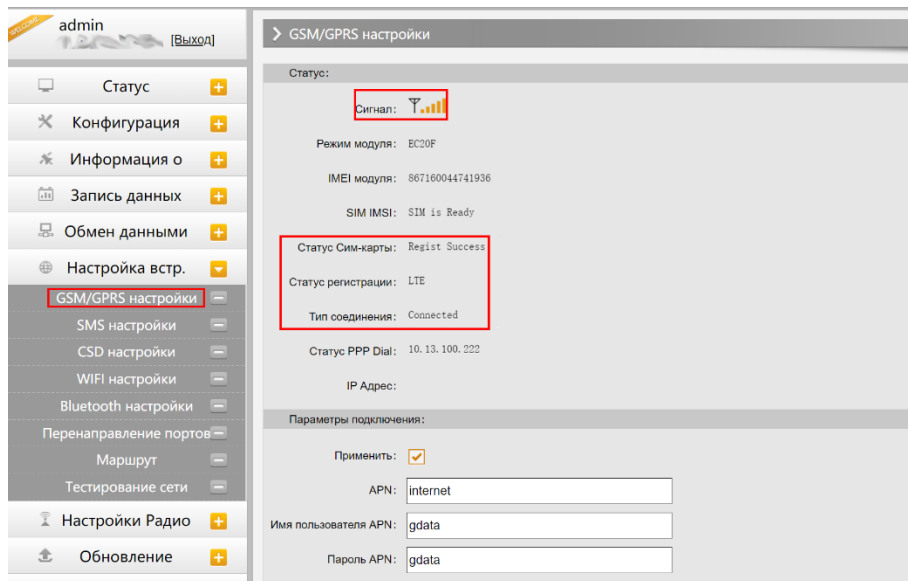 WELCOME
admin
[Выход]
Статус
Конфигурация
Информация о
Запись данных
Обмен данными
Настройка встр.
GSM/GPRS настройки
SMS настройки
CSD настройки
WIFI настройки
Bluetooth настройки
Перенаправление портов
Маршрут
Тестирование сети
Настройки Радио
Обновление
GSM/GPRS настройки
Статус:
Сигнал:
Режим модуля: EC20F
IMEI модуля: 867160044741936
SIM IMSI: SIM is Ready
Статус Сим-карты: Regist Success
Статус регистрации: LTE
Тип соединения: Connected
Статус PPP Dial: 10.13.100.222
IP Адрес:
Параметры подключения:
Применить:
APN: internet
Имя пользователя APN: gdata
Пароль APN: gdata